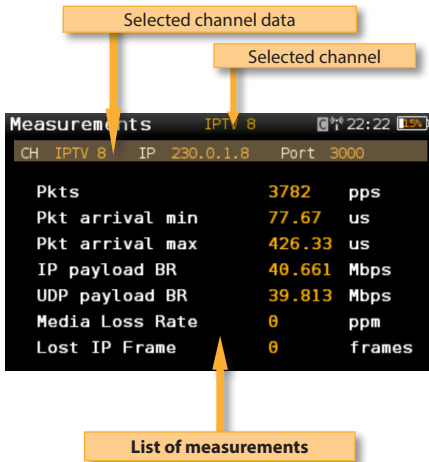 Selected channel data
Selected channel
Measurements IPTV 8 C 22:22 15%
CH IPTV 8 IP 230.0.1.8 Port 3000
Pkts 3782 pps
Pkt arrival min 77.67 us
Pkt arrival max 426.33 us
IP payload BR 40.661 Mbps
UDP payload BR 39.813 Mbps
Media Loss Rate 0 ppm
Lost IP Frame 0 frames
List of measurements